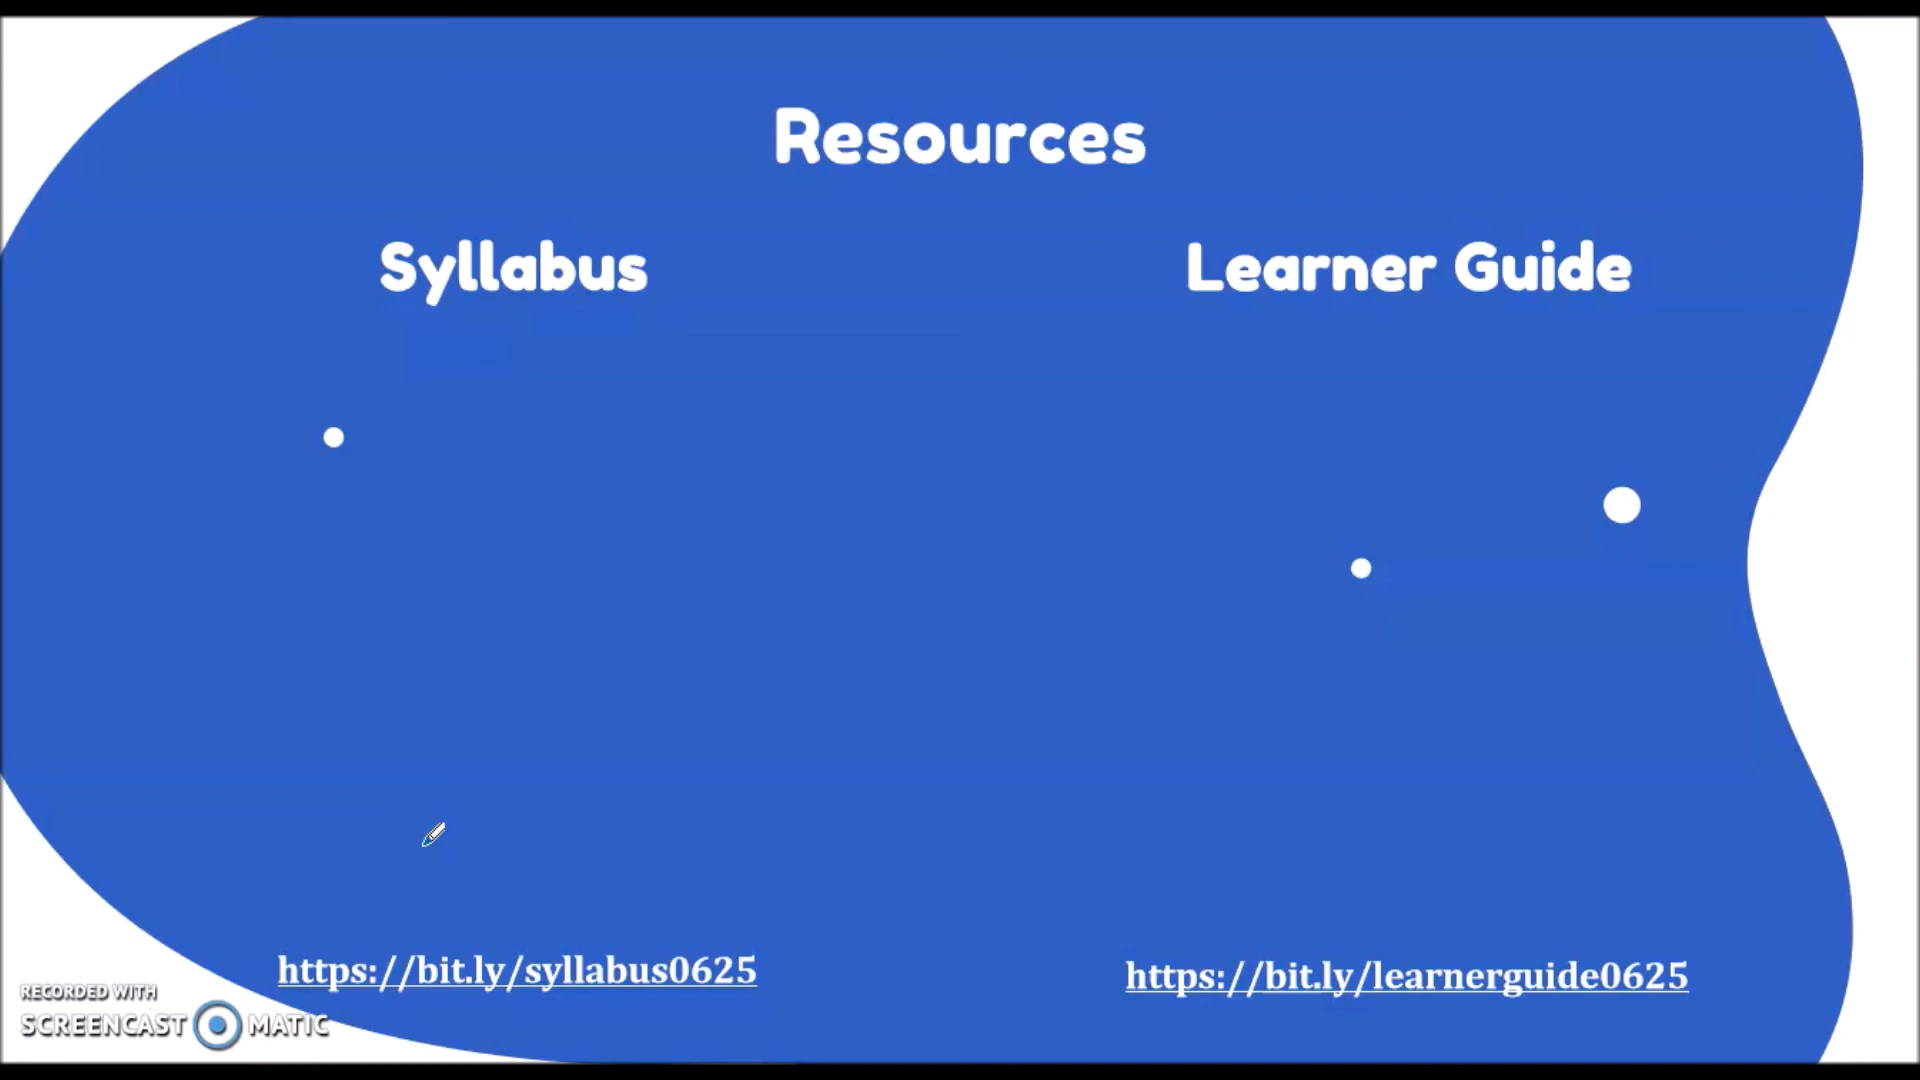 Resources
Syllabus
Learner Guide
https://bit.ly/syllabus0625
https://bit.ly/learnerguide0625
RECORDED WITH
SCREENCAST MATIC